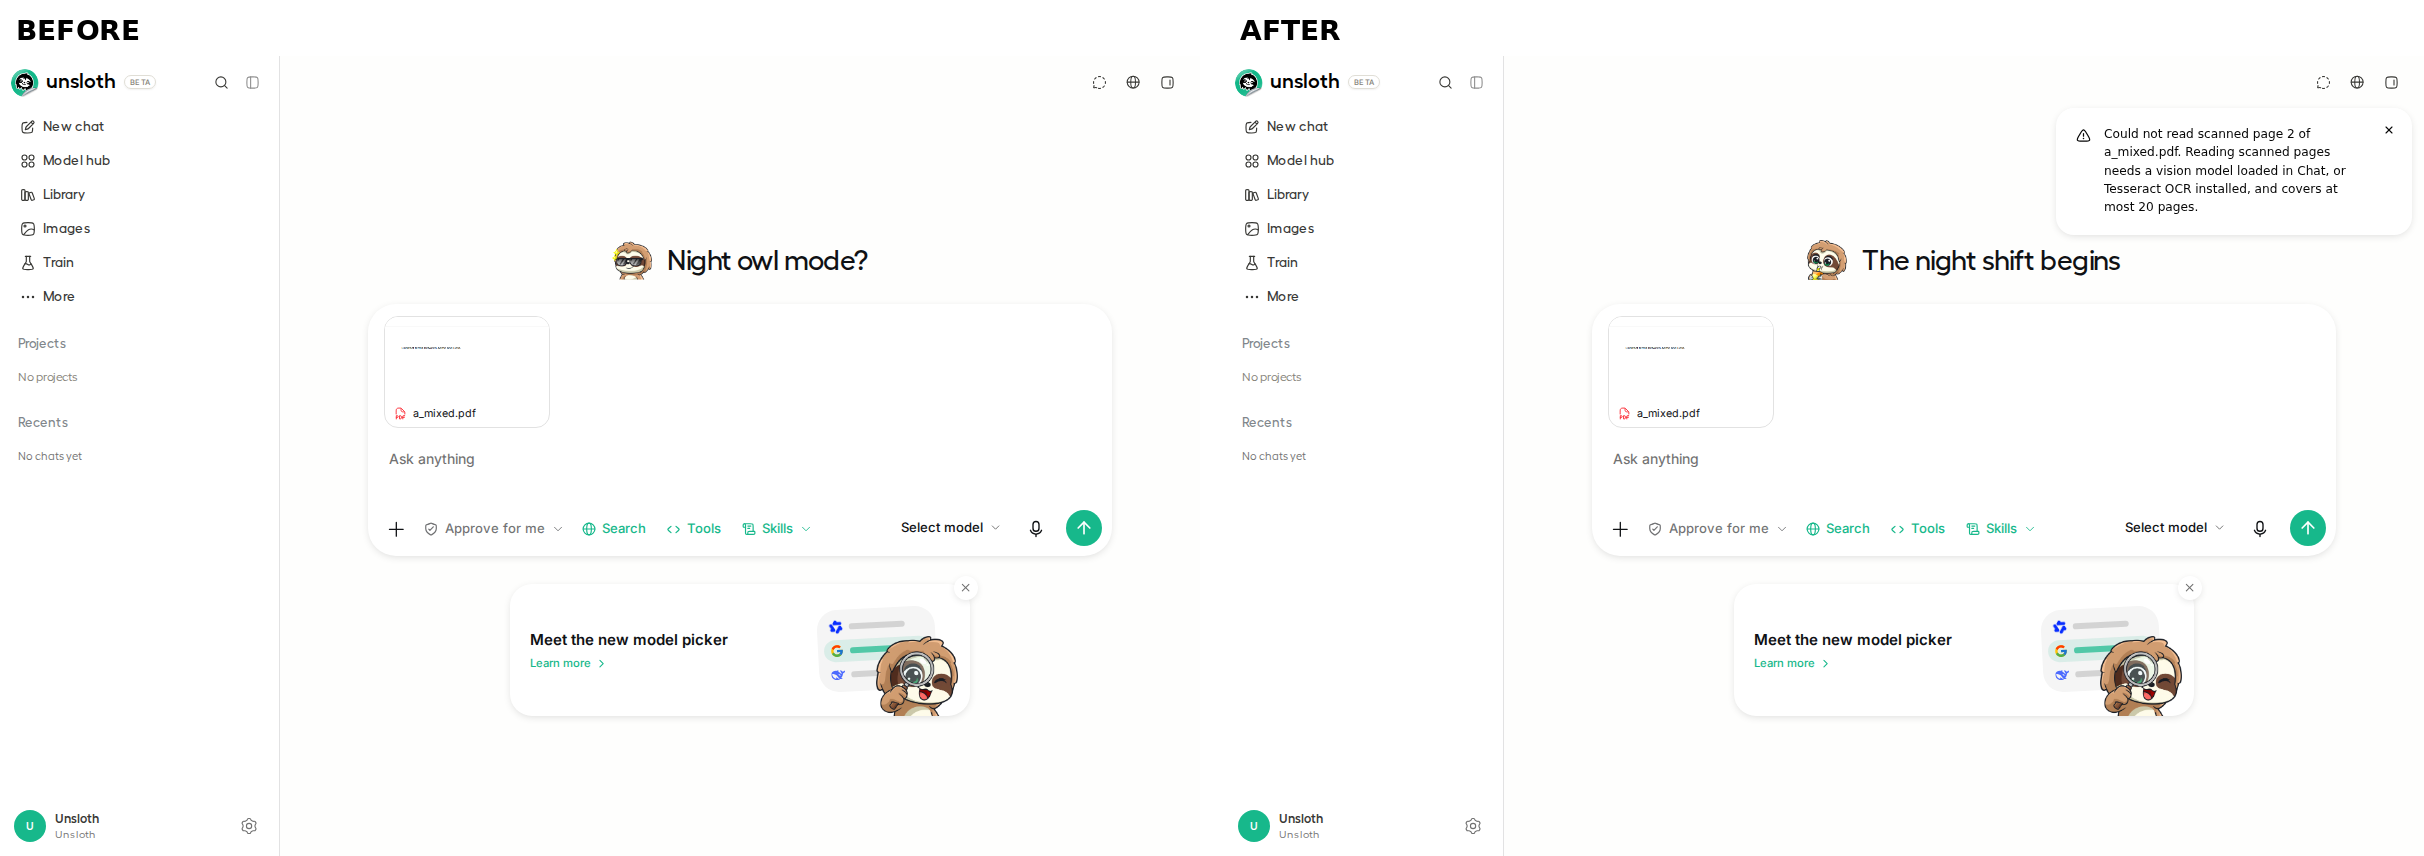 BEFORE
unsloth BETA
New chat
Model hub
Library
Images
Train
More
Projects
No projects
Recents
No chats yet
Unsloth
Unsloth
U
Night owl mode?
PDF a_mixed.pdf
Ask anything
Approve for me Search Tools Skills Select model
Meet the new model picker
Learn more
AFTER
unsloth BETA
New chat
Model hub
Library
Images
Train
More
Projects
No projects
Recents
No chats yet
Unsloth
Unsloth
U
Could not read scanned page 2 of
a_mixed.pdf. Reading scanned pages
needs a vision model loaded in Chat, or
Tesseract OCR installed, and covers at
most 20 pages.
The night shift begins
PDF a_mixed.pdf
Ask anything
Approve for me Search Tools Skills Select model
Meet the new model picker
Learn more